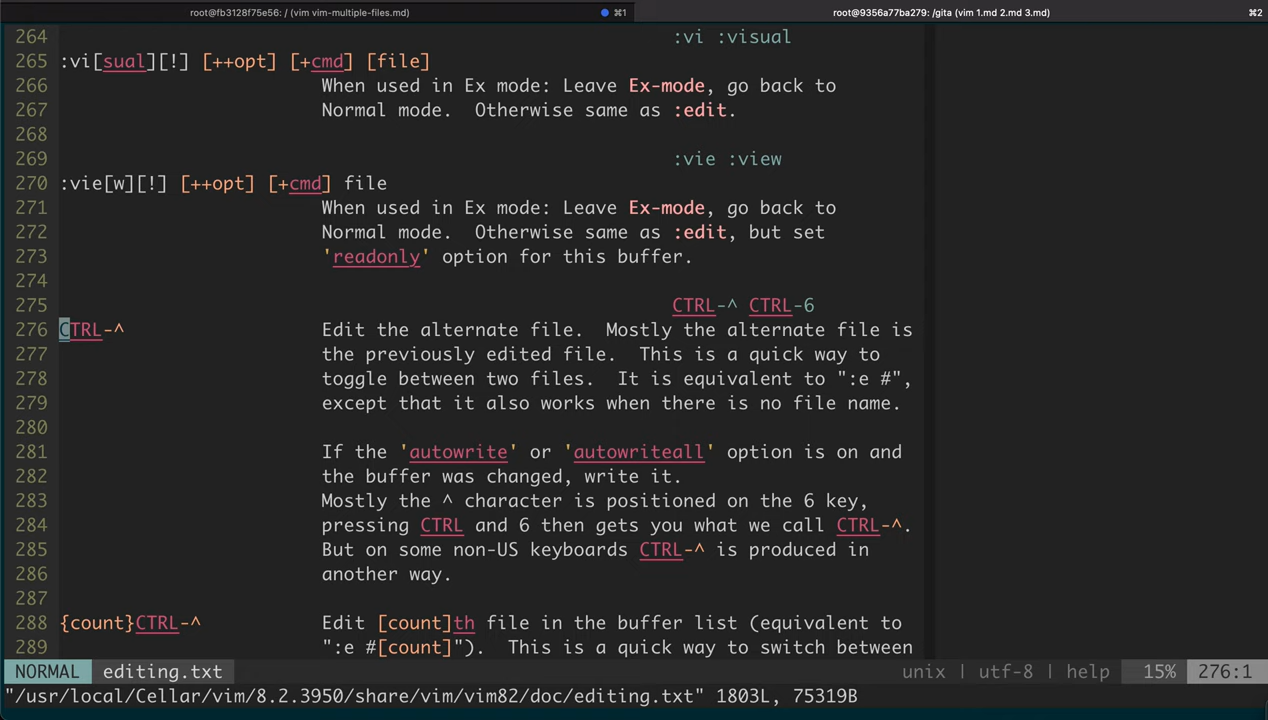 root@fb3128f75e56: / (vim vim-multiple-files.md) ⌘1 root@9356a77ba279: /gita (vim 1.md 2.md 3.md) ⌘2
264 :vi :visual
265 :vi[sual][!] [++opt] [+cmd] [file]
266 When used in Ex mode: Leave Ex-mode, go back to
267 Normal mode.  Otherwise same as :edit.
268
269 :vie :view
270 :vie[w][!] [++opt] [+cmd] file
271 When used in Ex mode: Leave Ex-mode, go back to
272 Normal mode.  Otherwise same as :edit, but set
273 'readonly' option for this buffer.
274
275 CTRL-^ CTRL-6
276 CTRL-^ Edit the alternate file.  Mostly the alternate file is
277 the previously edited file.  This is a quick way to
278 toggle between two files.  It is equivalent to ":e #",
279 except that it also works when there is no file name.
280
281 If the 'autowrite' or 'autowriteall' option is on and
282 the buffer was changed, write it.
283 Mostly the ^ character is positioned on the 6 key,
284 pressing CTRL and 6 then gets you what we call CTRL-^.
285 But on some non-US keyboards CTRL-^ is produced in
286 another way.
287
288 {count}CTRL-^ Edit [count]th file in the buffer list (equivalent to
289 ":e #[count]").  This is a quick way to switch between
NORMAL editing.txt unix | utf-8 | help 15% 276:1
"/usr/local/Cellar/vim/8.2.3950/share/vim/vim82/doc/editing.txt" 1803L, 75319B